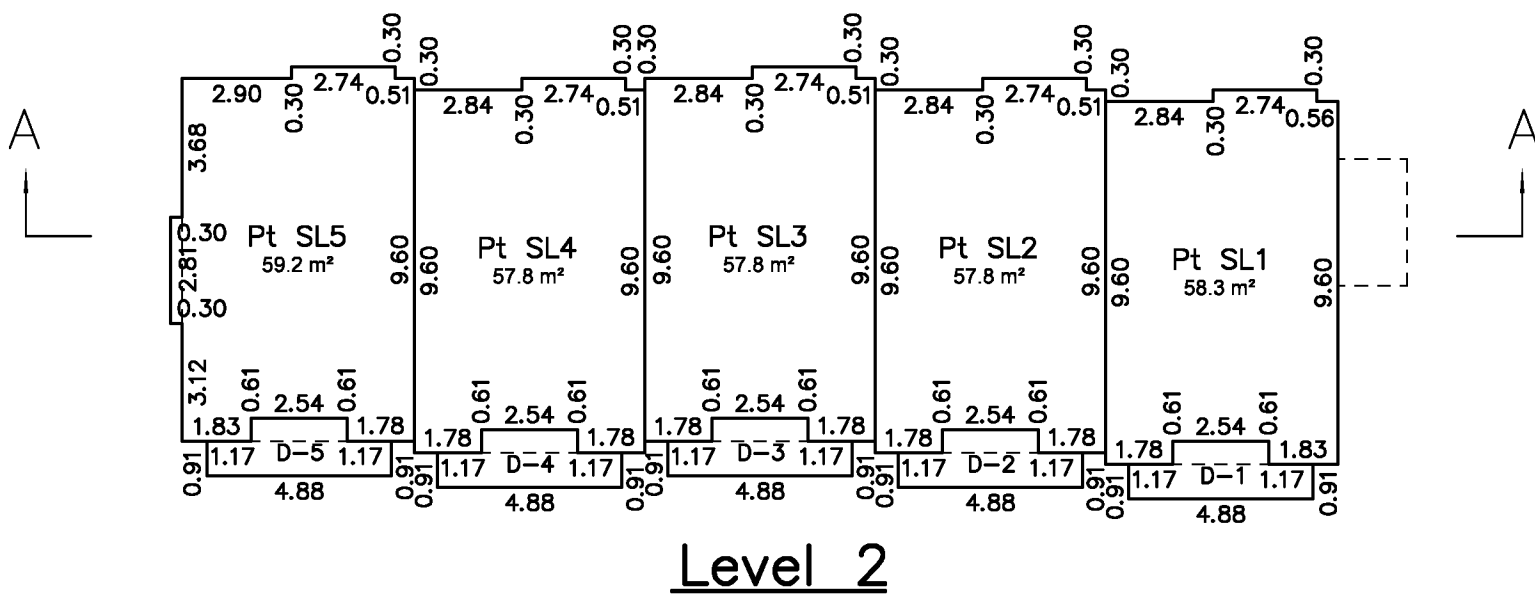 0.30 0.30 0.30 0.30 0.30 0.30 0.30 0.30 0.30 0.30
2.90 0.30 2.74 0.51 2.84 0.30 2.74 0.51 2.84 0.30 2.74 0.51 2.84 0.30 2.74 0.51 2.84 0.30 2.74 0.56
A A
3.68
0.30
2.81
0.30
3.12
Pt SL5
59.2 m²
9.60
9.60
Pt SL4
57.8 m²
9.60
9.60
Pt SL3
57.8 m²
9.60
9.60
Pt SL2
57.8 m²
9.60
9.60
Pt SL1
58.3 m²
9.60
1.83 0.61 2.54 0.61 1.78
0.91 1.17 D-5 1.17 0.91
4.88
1.78 0.61 2.54 0.61 1.78
0.91 1.17 D-4 1.17 0.91
4.88
1.78 0.61 2.54 0.61 1.78
0.91 1.17 D-3 1.17 0.91
4.88
1.78 0.61 2.54 0.61 1.78
0.91 1.17 D-2 1.17 0.91
4.88
1.78 0.61 2.54 0.61 1.83
0.91 1.17 D-1 1.17 0.91
4.88
Level 2